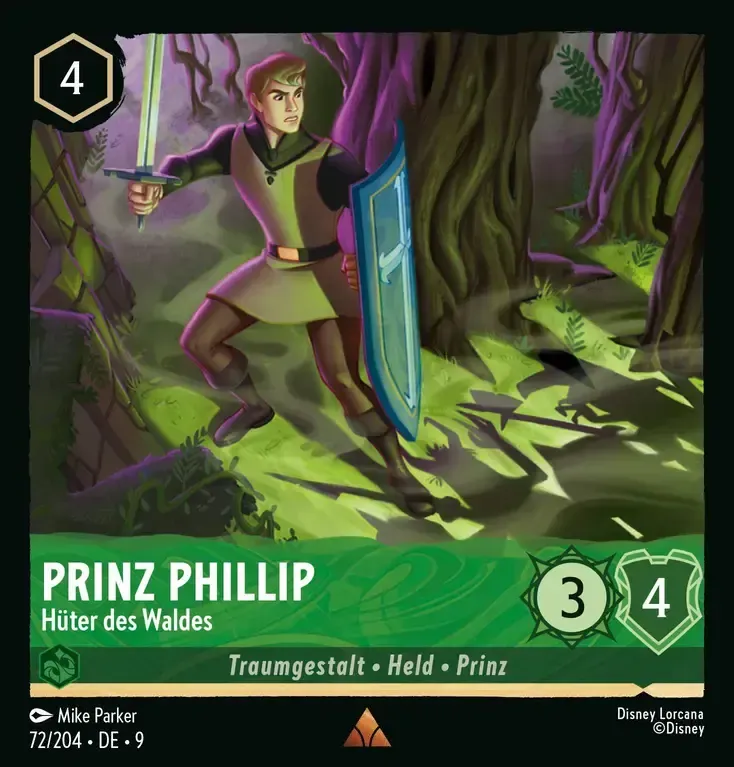 4
PRINZ PHILLIP
Hüter des Waldes
3
4
Traumgestalt • Held • Prinz
Mike Parker
Disney Lorcana
72/204 • DE • 9
©Disney